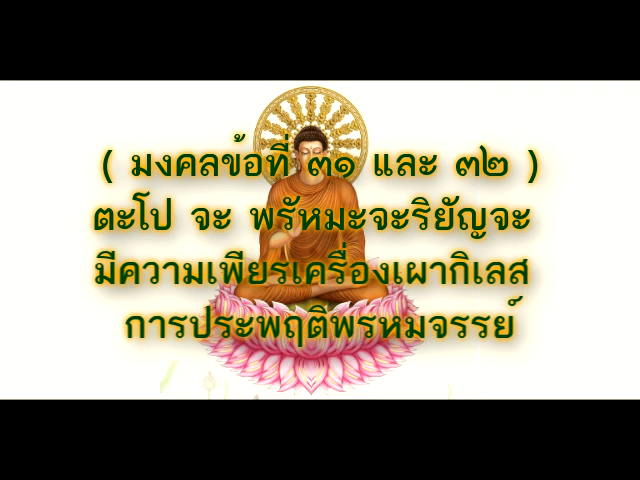 ( มงคลข้อที่ ๓๑ และ ๓๒ )
ตะโป จะ พรัหมะจะริยัญจะ
มีความเพียรเครื่องเผากิเลส
การประพฤติพรหมจรรย์